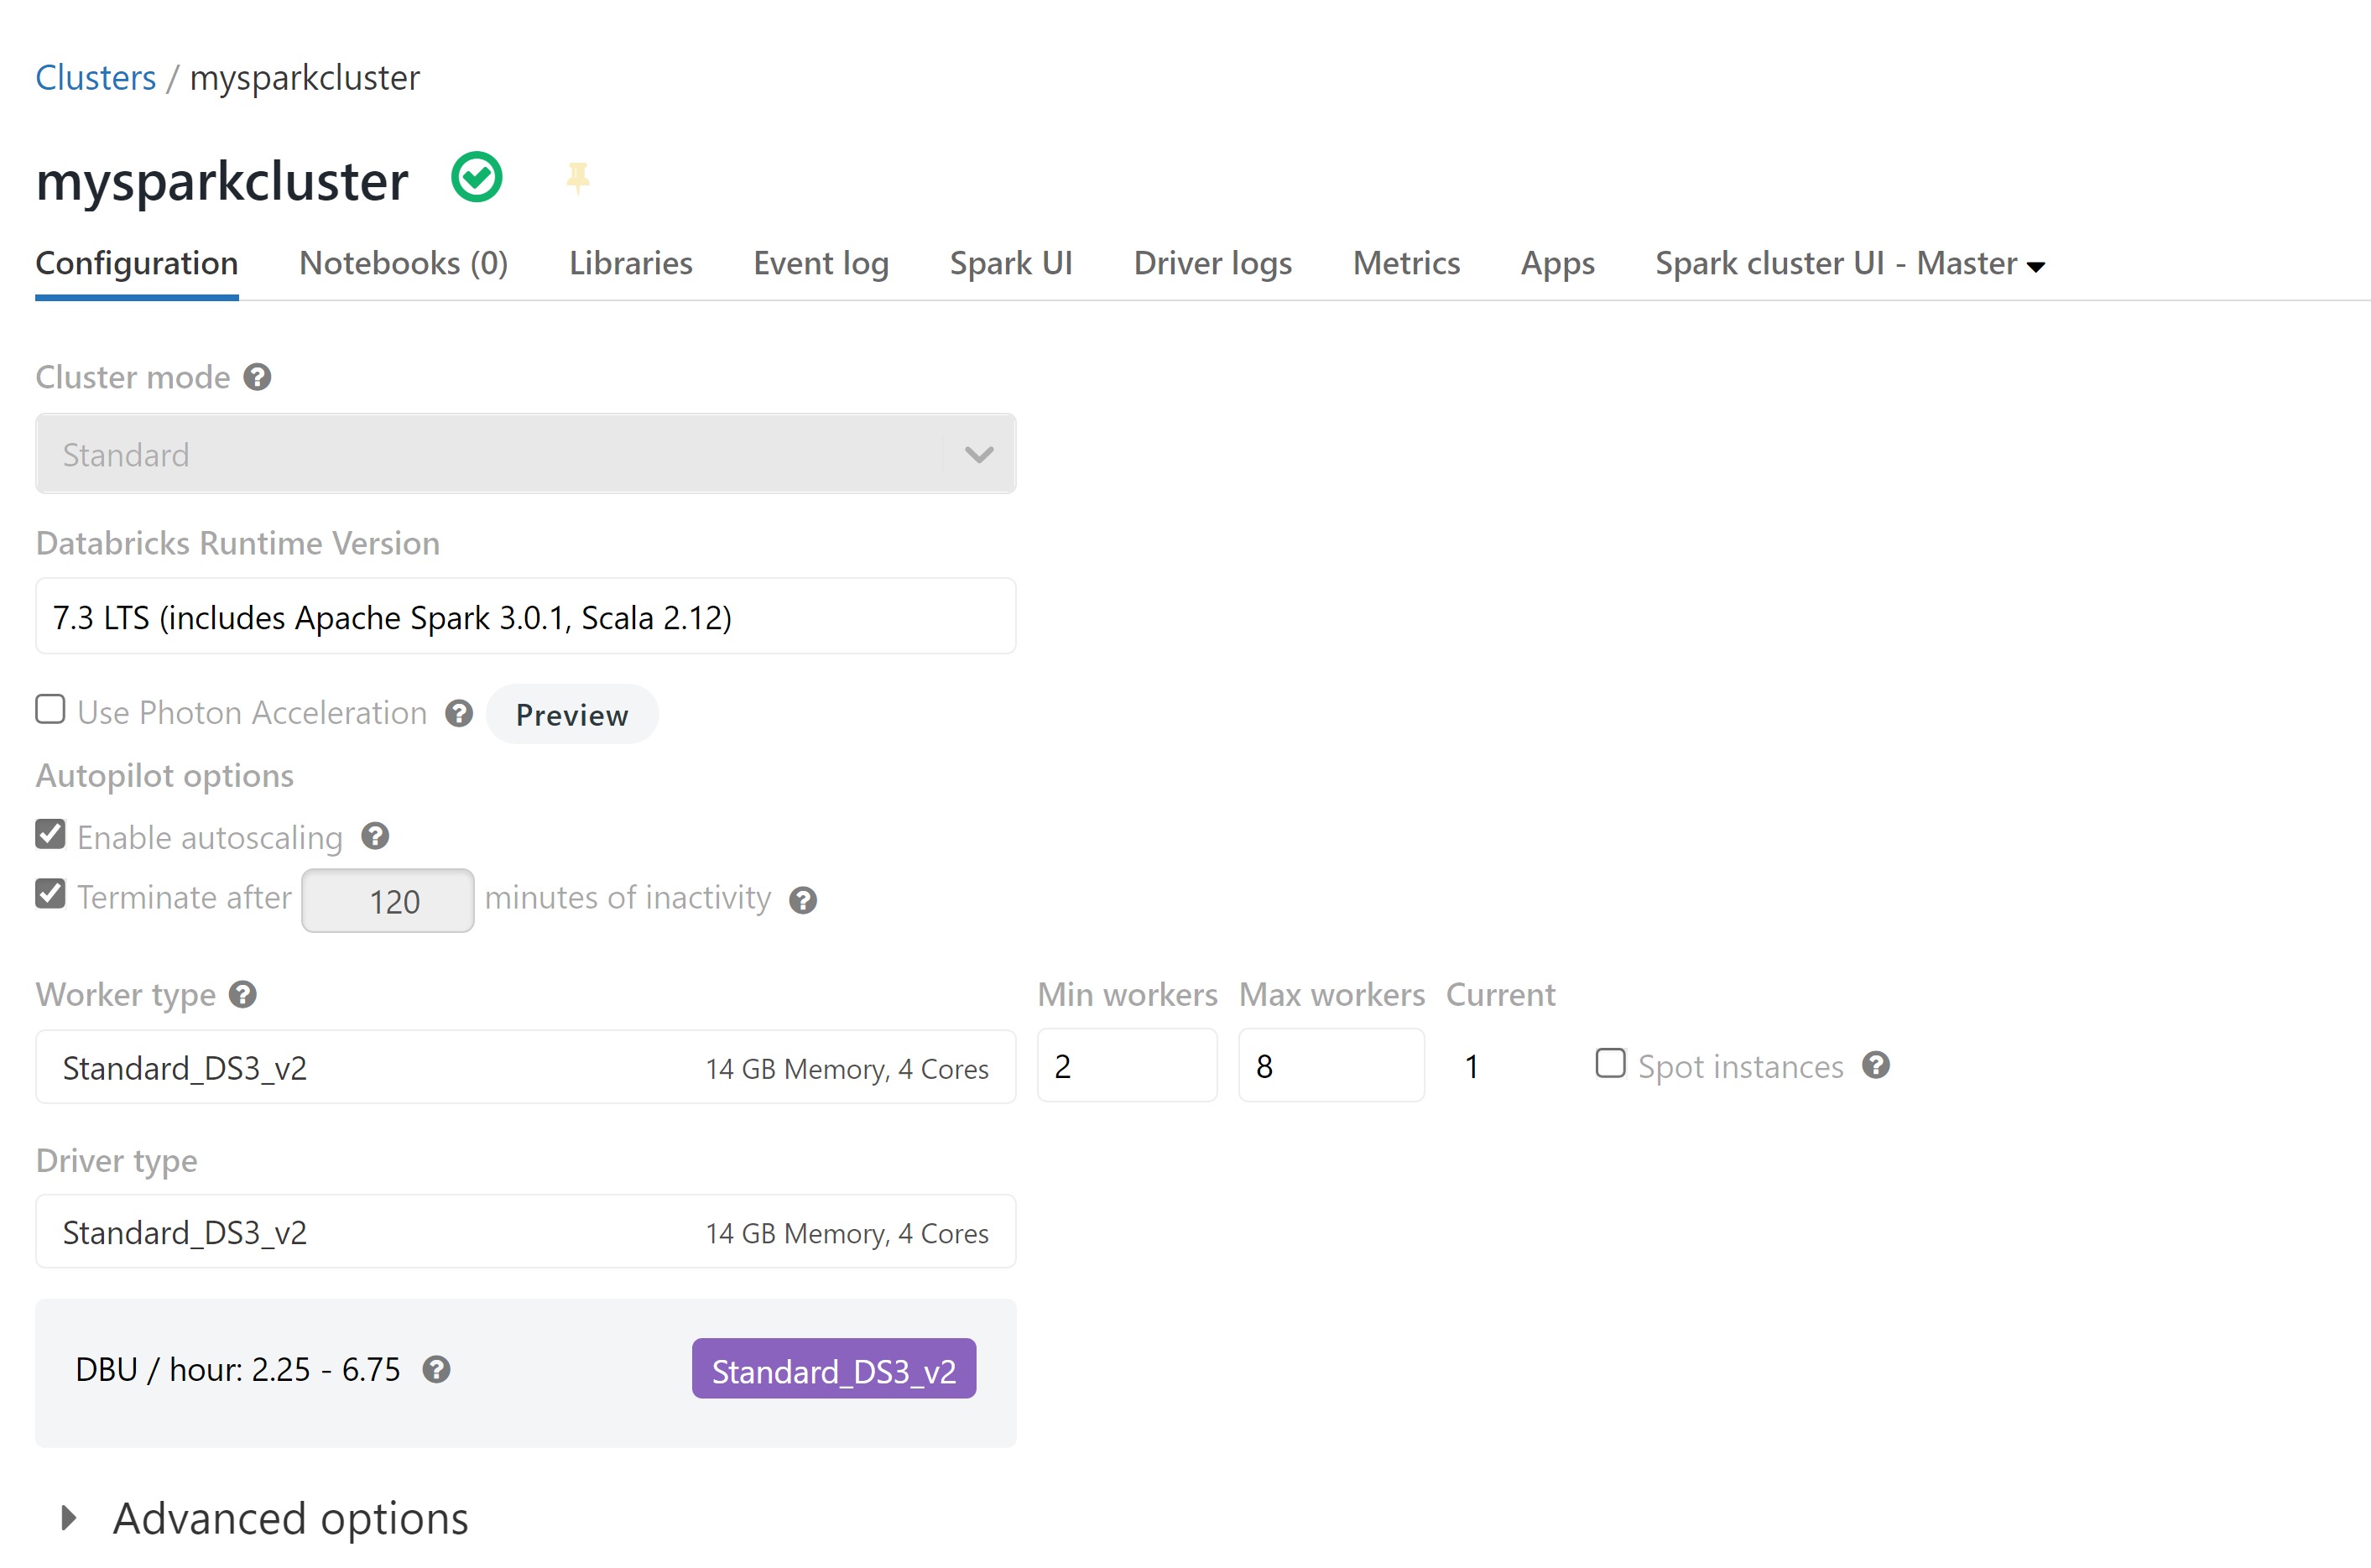 Clusters / mysparkcluster
mysparkcluster
Configuration Notebooks (0) Libraries Event log Spark UI Driver logs Metrics Apps Spark cluster UI - Master
Cluster mode ?
Standard
Databricks Runtime Version
7.3 LTS (includes Apache Spark 3.0.1, Scala 2.12)
Use Photon Acceleration ? Preview
Autopilot options
Enable autoscaling ?
Terminate after 120 minutes of inactivity ?
Worker type ? Min workers Max workers Current
Standard_DS3_v2 14 GB Memory, 4 Cores 2 8 1 Spot instances ?
Driver type
Standard_DS3_v2 14 GB Memory, 4 Cores
DBU / hour: 2.25 - 6.75 ? Standard_DS3_v2
Advanced options